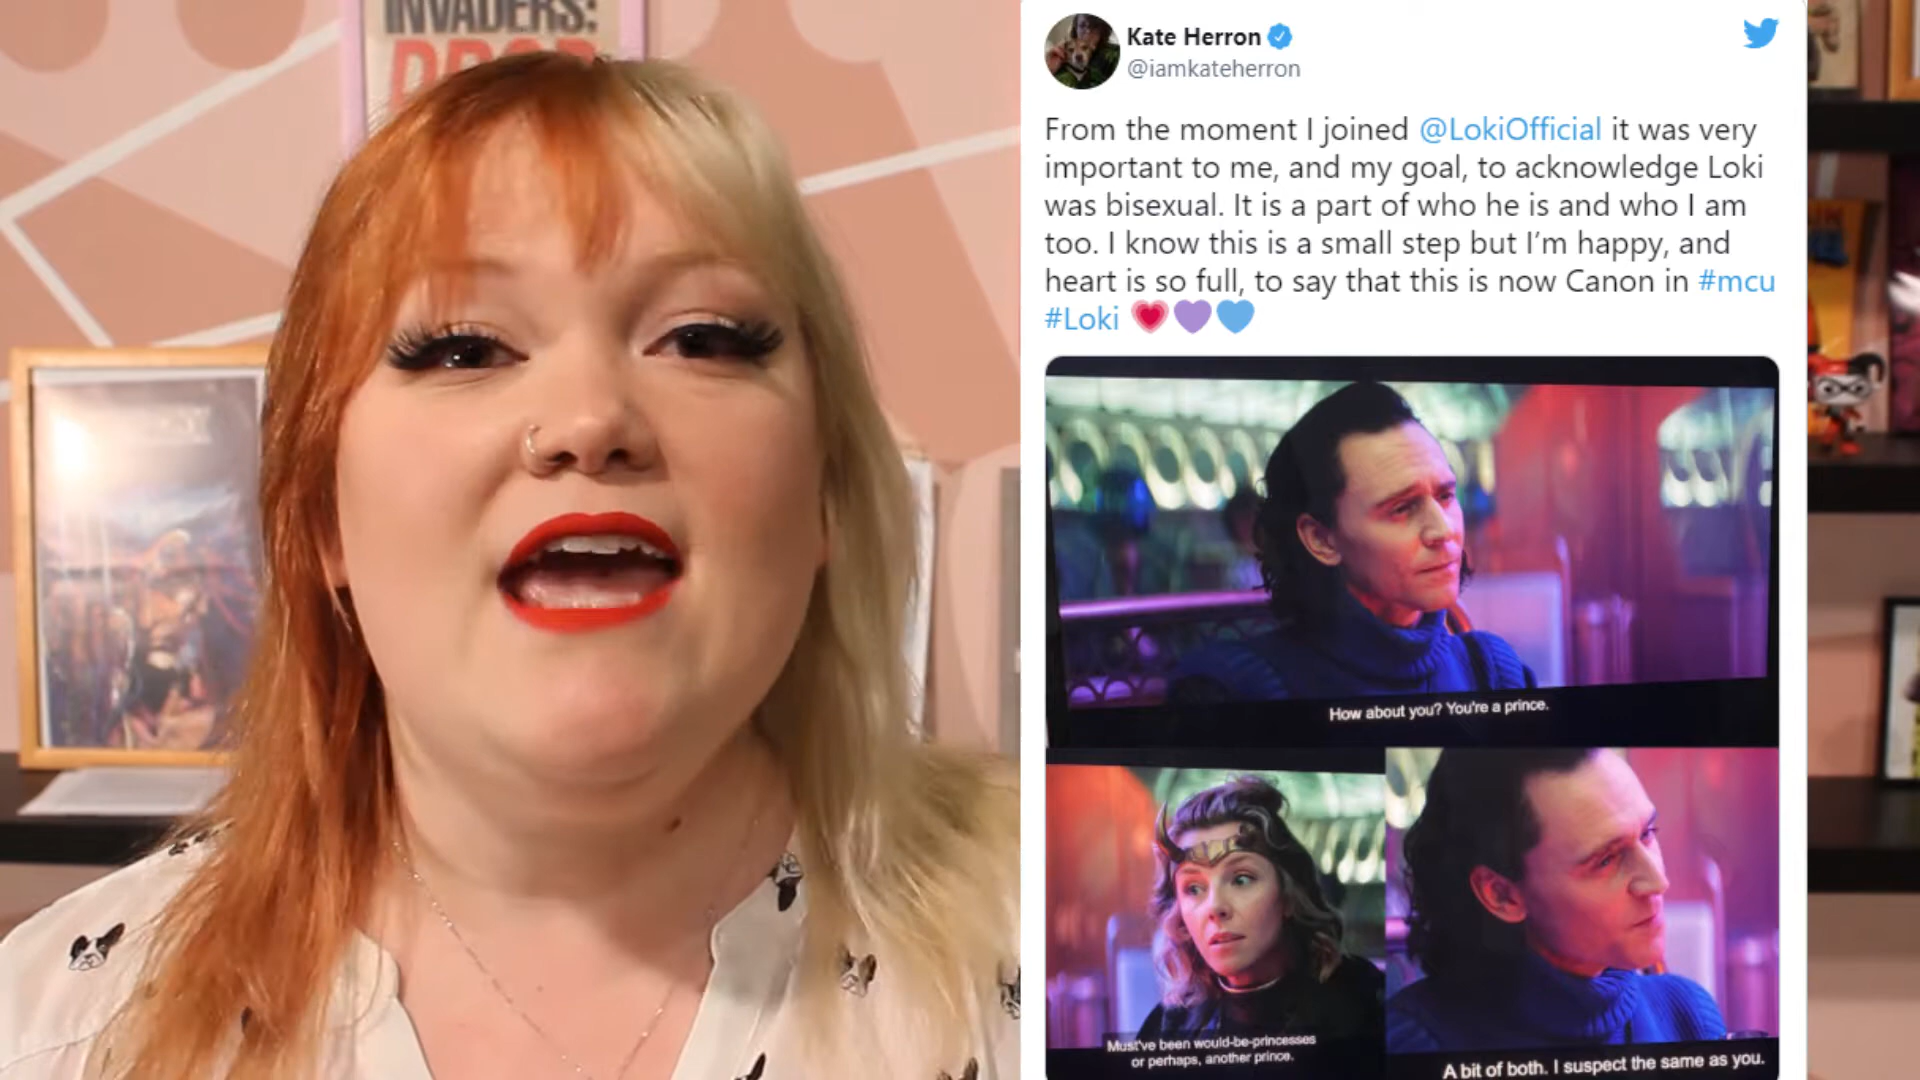 INVADERS:
DROP
Kate Herron
@iamkateherron
From the moment I joined @LokiOfficial it was very
important to me, and my goal, to acknowledge Loki
was bisexual. It is a part of who he is and who I am
too. I know this is a small step but I’m happy, and
heart is so full, to say that this is now Canon in #mcu
#Loki
How about you? You're a prince.
Must've been would-be-princesses
or perhaps, another prince.
A bit of both. I suspect the same as you.